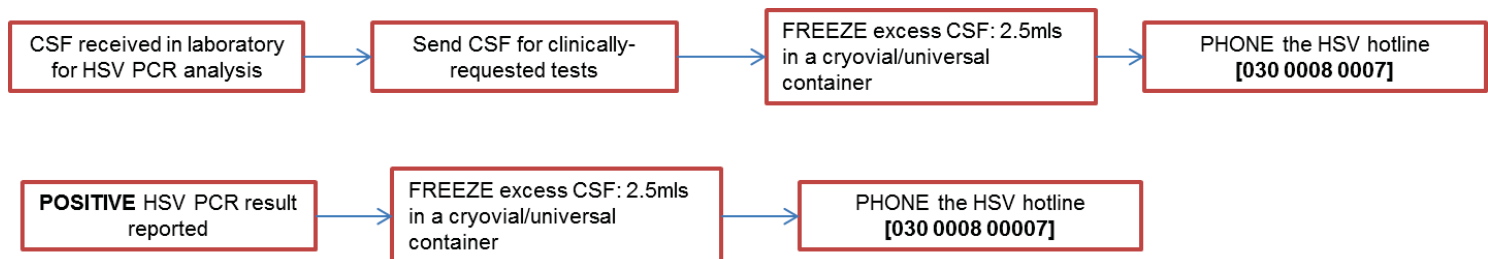 CSF received in laboratory
for HSV PCR analysis
Send CSF for clinically-
requested tests
FREEZE excess CSF: 2.5mls
in a cryovial/universal
container
PHONE the HSV hotline
[030 0008 0007]
POSITIVE HSV PCR result
reported
FREEZE excess CSF: 2.5mls
in a cryovial/universal
container
PHONE the HSV hotline
[030 0008 00007]